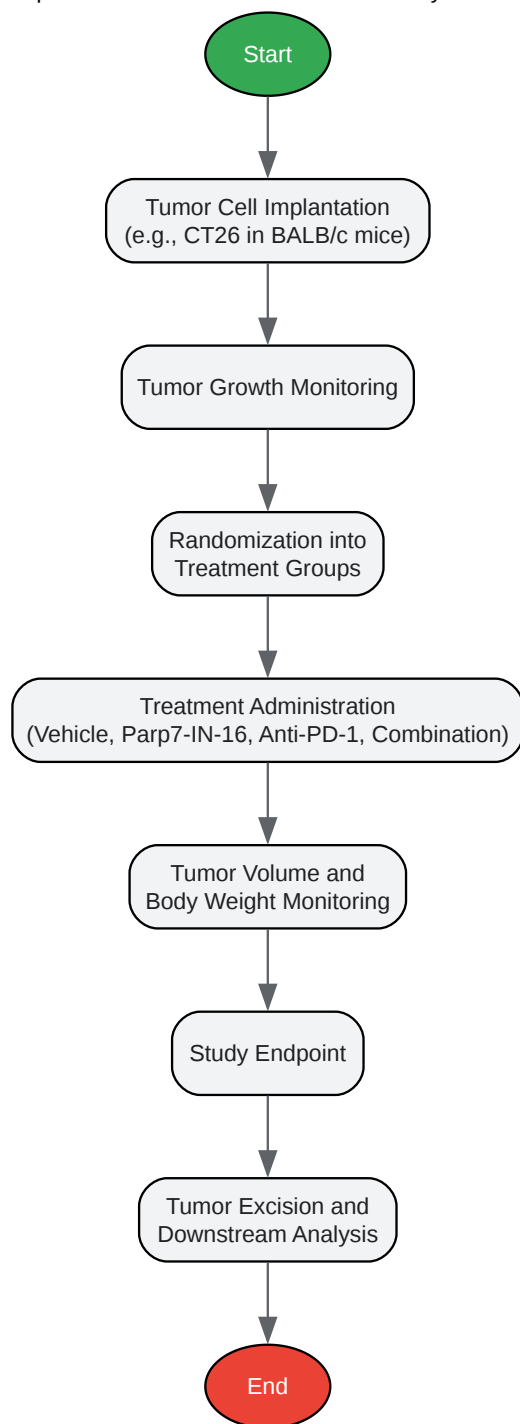 Start
Tumor Cell Implantation
(e.g., CT26 in BALB/c mice)
Tumor Growth Monitoring
Randomization into
Treatment Groups
Treatment Administration
(Vehicle, Parp7-IN-16, Anti-PD-1, Combination)
Tumor Volume and
Body Weight Monitoring
Study Endpoint
Tumor Excision and
Downstream Analysis
End